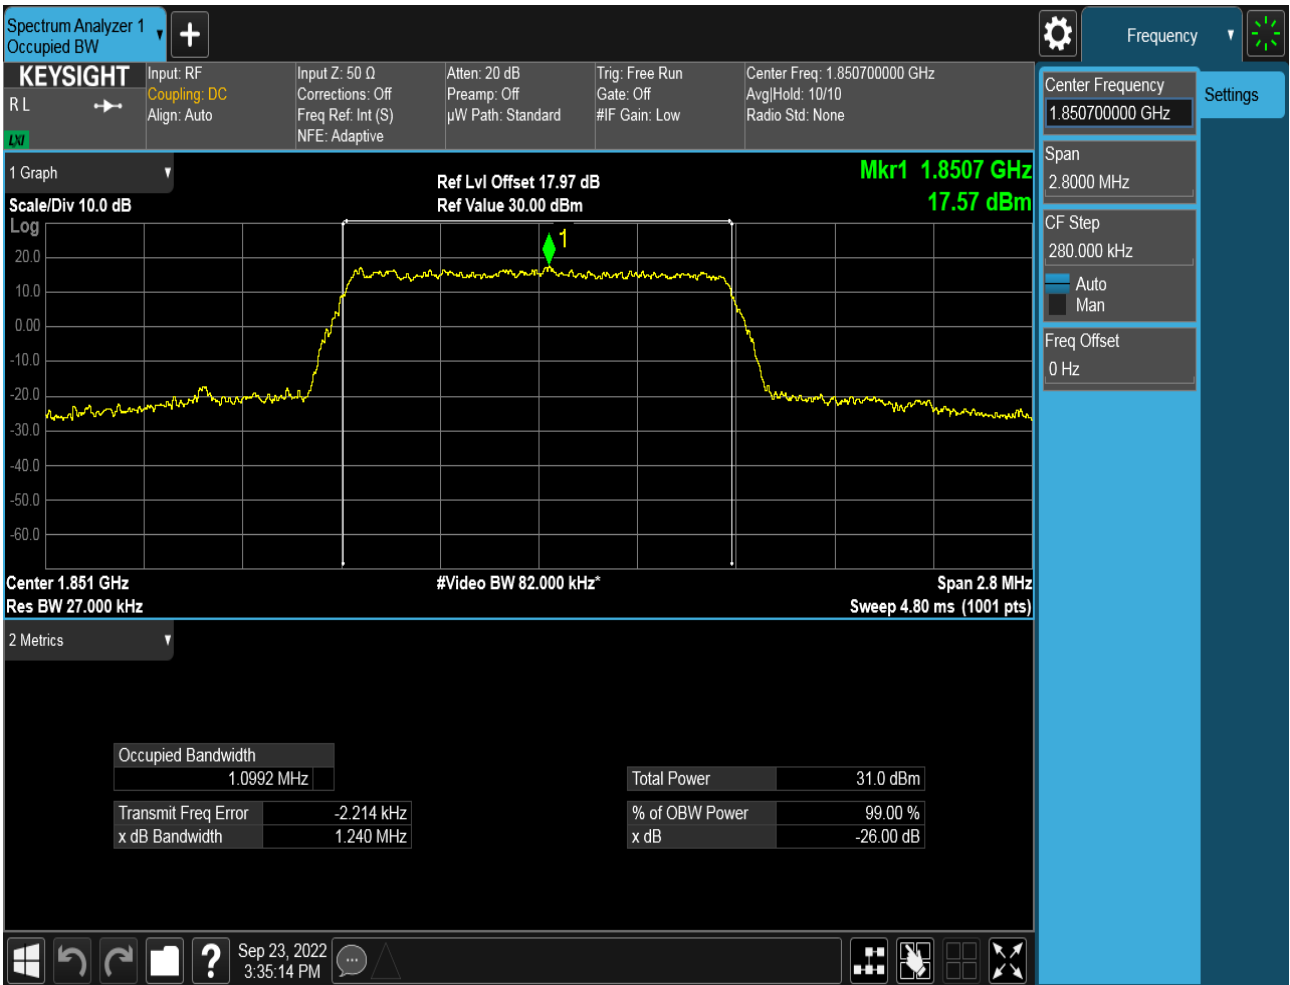 Spectrum Analyzer 1
Occupied BW
Frequency
KEYSIGHT
R L
LXI
Input: RF
Coupling: DC
Align: Auto
Input Z: 50 Ω
Corrections: Off
Freq Ref: Int (S)
NFE: Adaptive
Atten: 20 dB
Preamp: Off
µW Path: Standard
Trig: Free Run
Gate: Off
#IF Gain: Low
Center Freq: 1.850700000 GHz
Avg|Hold: 10/10
Radio Std: None
Center Frequency
1.850700000 GHz
Settings
Span
2.8000 MHz
CF Step
280.000 kHz
Auto
Man
Freq Offset
0 Hz
1 Graph
Scale/Div 10.0 dB
Log
Ref Lvl Offset 17.97 dB
Ref Value 30.00 dBm
Mkr1 1.8507 GHz
17.57 dBm
1
20.0
10.0
0.00
-10.0
-20.0
-30.0
-40.0
-50.0
-60.0
Center 1.851 GHz
#Video BW 82.000 kHz*
Span 2.8 MHz
Res BW 27.000 kHz
Sweep 4.80 ms (1001 pts)
2 Metrics
Occupied Bandwidth
1.0992 MHz
Total Power 31.0 dBm
Transmit Freq Error -2.214 kHz
% of OBW Power 99.00 %
x dB Bandwidth 1.240 MHz
x dB -26.00 dB
?
Sep 23, 2022
3:35:14 PM